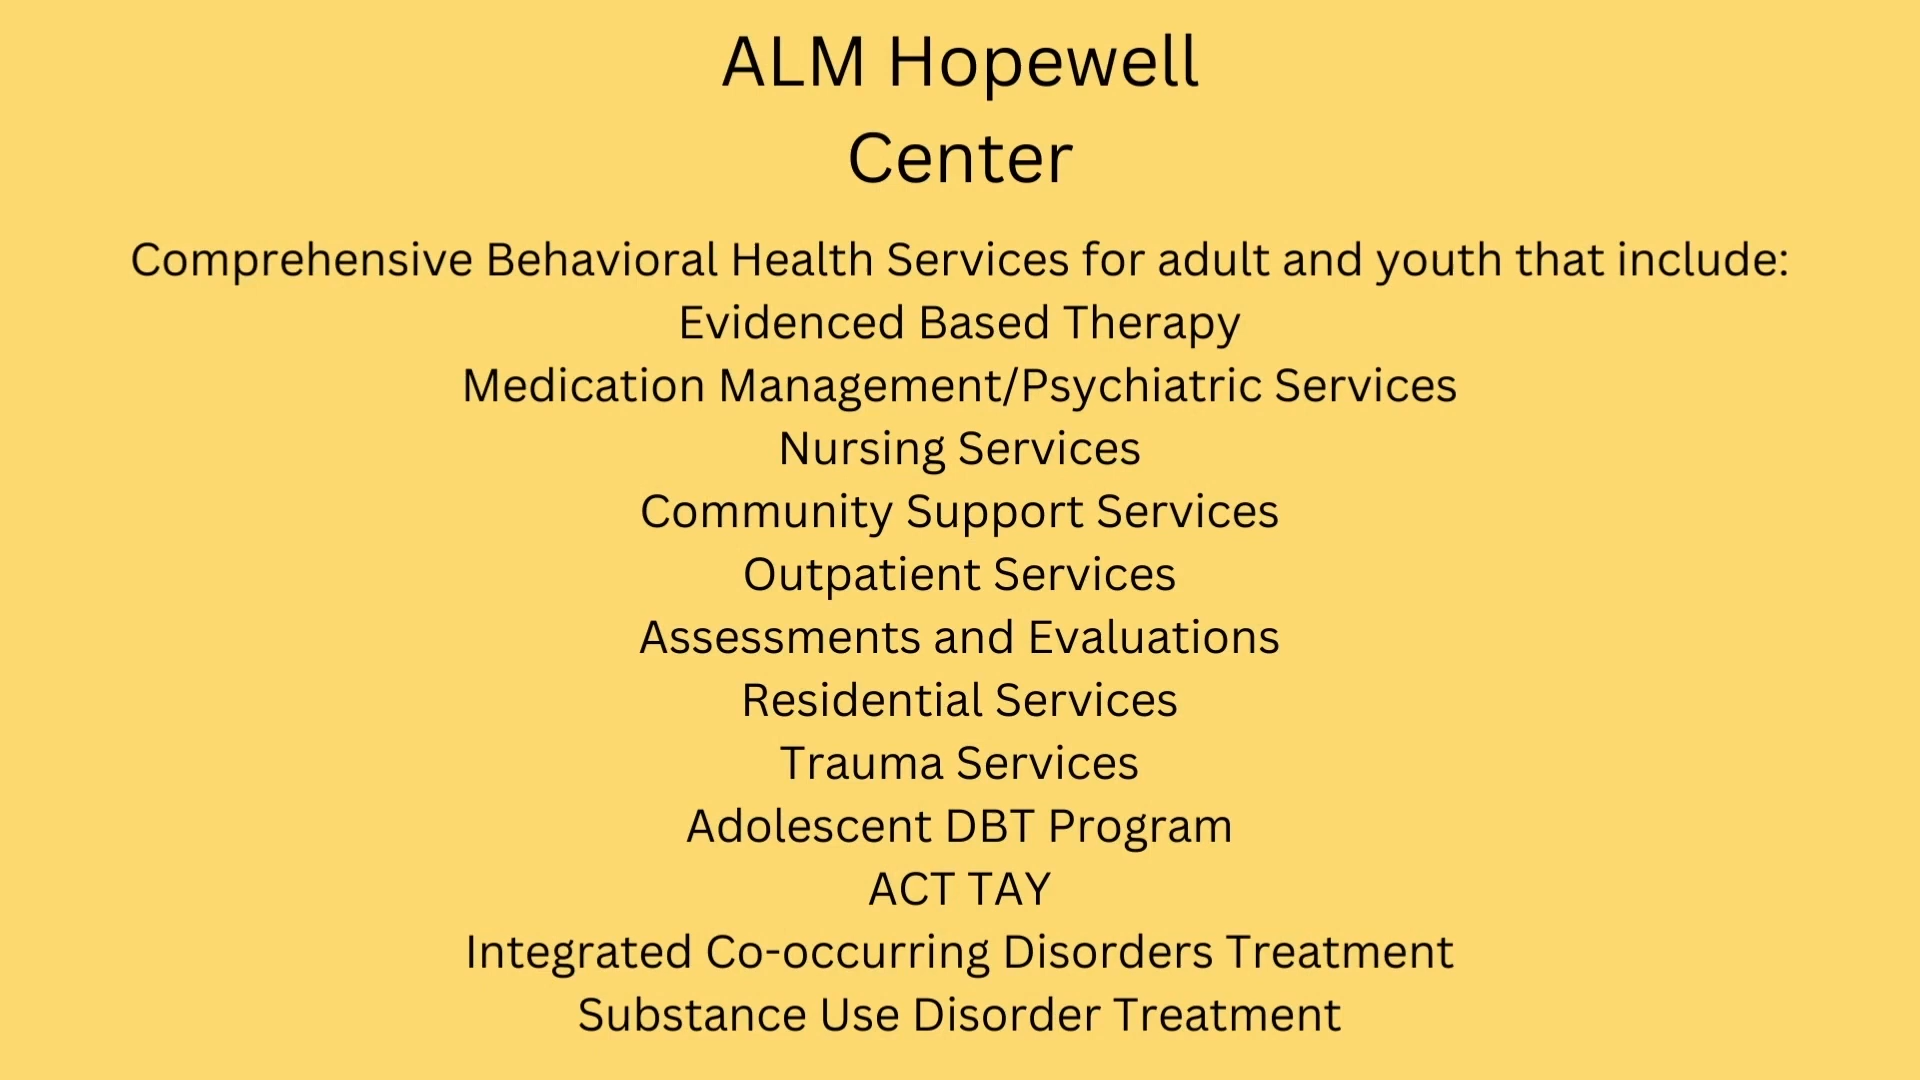 ALM Hopewell
Center
Comprehensive Behavioral Health Services for adult and youth that include:
Evidenced Based Therapy
Medication Management/Psychiatric Services
Nursing Services
Community Support Services
Outpatient Services
Assessments and Evaluations
Residential Services
Trauma Services
Adolescent DBT Program
ACT TAY
Integrated Co-occurring Disorders Treatment
Substance Use Disorder Treatment